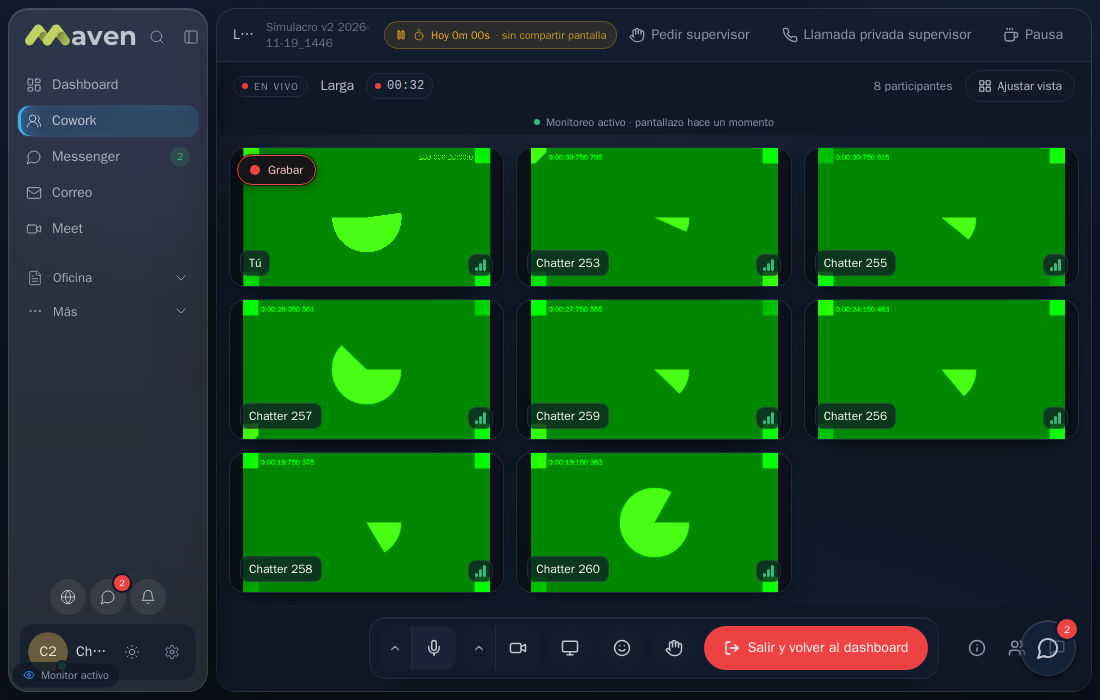 maven
Dashboard
Cowork
Messenger
2
Correo
Meet
Oficina
Más
2
C2
Ch···
Monitor activo
L···
Simulacro v2 2026-
11-19_1446
Hoy 0m 00s · sin compartir pantalla
Pedir supervisor
Llamada privada supervisor
Pausa
EN VIVO
Larga
00:32
8 participantes
Ajustar vista
Monitoreo activo · pantallazo hace un momento
Grabar
Tú
0:00:39:750 795
Chatter 253
0:00:30:750 615
Chatter 255
0:00:28:050 561
Chatter 257
0:00:27:750 555
Chatter 259
0:00:24:150 483
Chatter 256
0:00:18:750 375
Chatter 258
0:00:19:150 383
Chatter 260
Salir y volver al dashboard
2